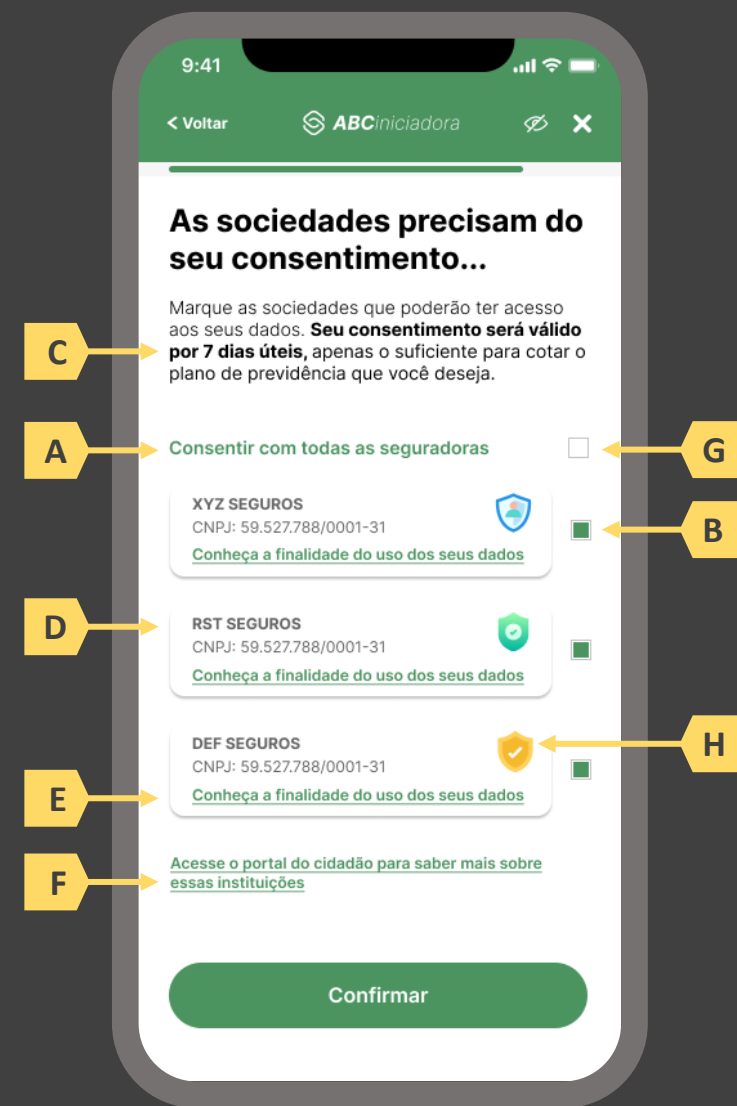 9:41
< Voltar
ABCiniciadora
As sociedades precisam do
seu consentimento...
Marque as sociedades que poderão ter acesso
aos seus dados. Seu consentimento será válido
por 7 dias úteis, apenas o suficiente para cotar o
plano de previdência que você deseja.
C
A
Consentir com todas as seguradoras
G
XYZ SEGUROS
CNPJ: 59.527.788/0001-31
Conheça a finalidade do uso dos seus dados
B
D
RST SEGUROS
CNPJ: 59.527.788/0001-31
Conheça a finalidade do uso dos seus dados
DEF SEGUROS
CNPJ: 59.527.788/0001-31
Conheça a finalidade do uso dos seus dados
H
E
F
Acesse o portal do cidadão para saber mais sobre
essas instituições
Confirmar